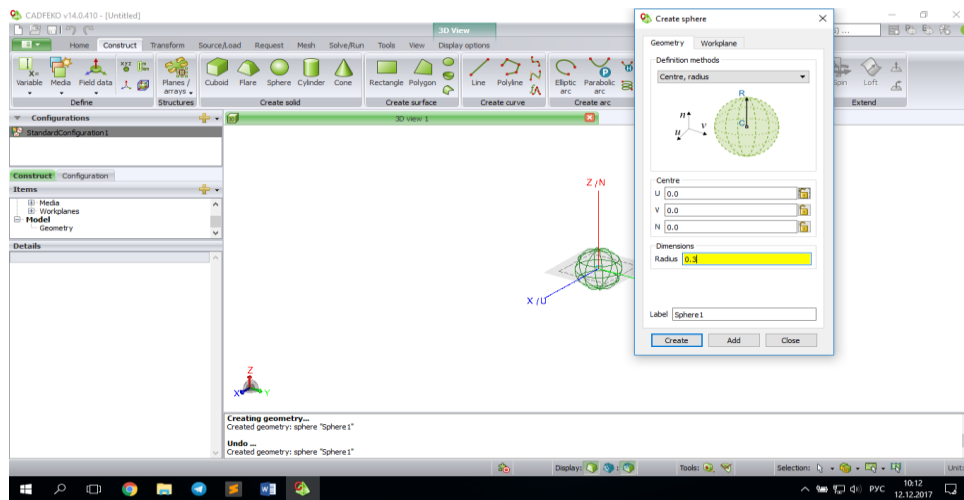 CADFEKO v14.0.410 - [Untitled]
3D View
Home Construct Transform Source/Load Request Mesh Solve/Run Tools View Display options
Variable Media Field data
Planes / arrays
Cuboid Flare Sphere Cylinder Cone
Rectangle Polygon
Line Polyline
Elliptic arc Parabolic arc
Loft
Define Structures Create solid Create surface Create curve Create arc Extend
Configurations
StandardConfiguration1
Construct Configuration
Items
Media
Workplanes
Model
Geometry
Details
3D view 1
Z /N
X /U
Z
X Y
Create sphere
Geometry Workplane
Definition methods
Centre, radius
R
n
C
u v
Centre
U 0.0
V 0.0
N 0.0
Dimensions
Radius 0.3
Label Sphere1
Create Add Close
Creating geometry...
Created geometry: sphere "Sphere1"
Undo ...
Created geometry: sphere "Sphere1"
Display: Tools: Selection: Unit:
РУС
10:12
12.12.2017